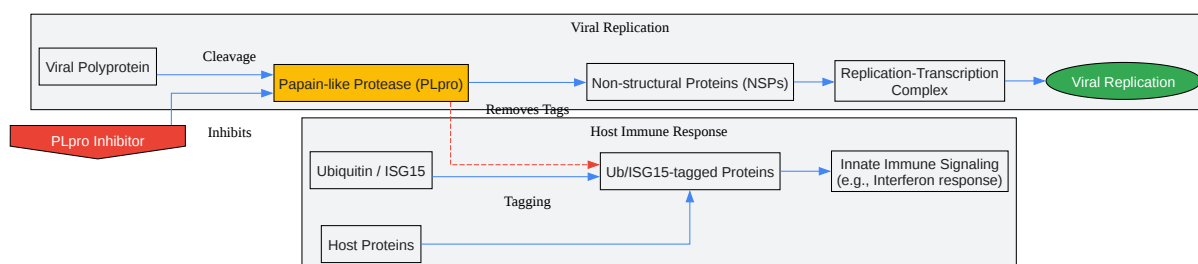 Viral Replication
Cleavage
Viral Polyprotein
Papain-like Protease (PLpro)
Non-structural Proteins (NSPs)
Replication-Transcription
Complex
Viral Replication
Removes Tags
PLpro Inhibitor
Inhibits
Host Immune Response
Ubiquitin / ISG15
Ub/ISG15-tagged Proteins
Innate Immune Signaling
(e.g., Interferon response)
Tagging
Host Proteins